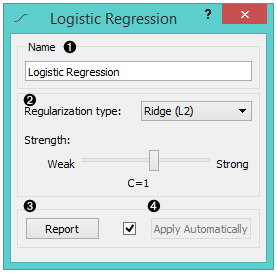 Logistic Regression ?
Name ❶
Logistic Regression
❷
Regularization type: Ridge (L2)
Strength:
Weak Strong
C=1
❸ ❹
Report Apply Automatically